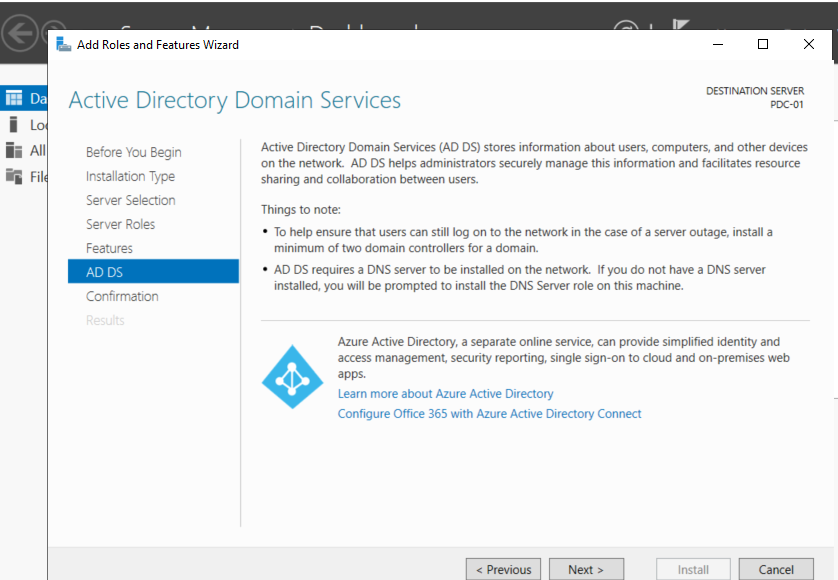 Add Roles and Features Wizard
Active Directory Domain Services
DESTINATION SERVER
PDC-01
Before You Begin
Installation Type
Server Selection
Server Roles
Features
AD DS
Confirmation
Results
Active Directory Domain Services (AD DS) stores information about users, computers, and other devices
on the network.  AD DS helps administrators securely manage this information and facilitates resource
sharing and collaboration between users.
Things to note:
• To help ensure that users can still log on to the network in the case of a server outage, install a
minimum of two domain controllers for a domain.
• AD DS requires a DNS server to be installed on the network.  If you do not have a DNS server
installed, you will be prompted to install the DNS Server role on this machine.
Azure Active Directory, a separate online service, can provide simplified identity and
access management, security reporting, single sign-on to cloud and on-premises web
apps.
Learn more about Azure Active Directory
Configure Office 365 with Azure Active Directory Connect
< Previous
Next >
Install
Cancel
Da
Loc
All
File